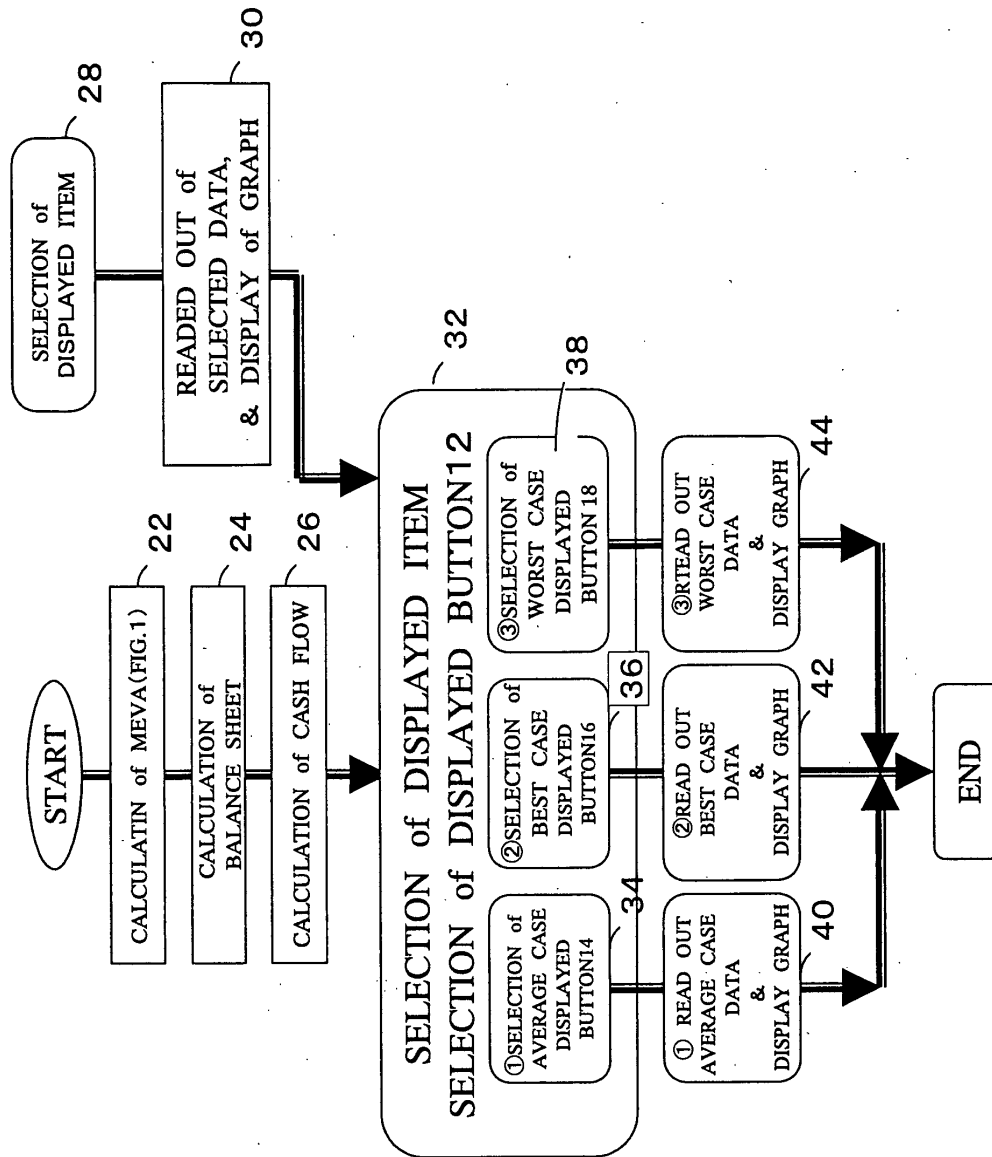 START
CALCULATIN of MEVA(FIG.1)
22
CALCULATION of
BALANCE SHEET
24
CALCULATION of CASH FLOW
26
SELECTION of
DISPLAYED ITEM
28
READED OUT of
SELECTED DATA,
& DISPLAY of GRAPH
30
SELECTION of DISPLAYED ITEM
SELECTION of DISPLAYED BUTTON12
32
①SELECTION of
AVERAGE CASE
DISPLAYED
BUTTON14
34
②SELECTION of
BEST CASE
DISPLAYED
BUTTON16
36
③SELECTION of
WORST CASE
DISPLAYED
BUTTON 18
38
① READ OUT
AVERAGE CASE
DATA
&
DISPLAY GRAPH
40
②READ OUT
BEST CASE
DATA
&
DISPLAY GRAPH
42
③RTEAD OUT
WORST CASE
DATA
&
DISPLAY GRAPH
44
END